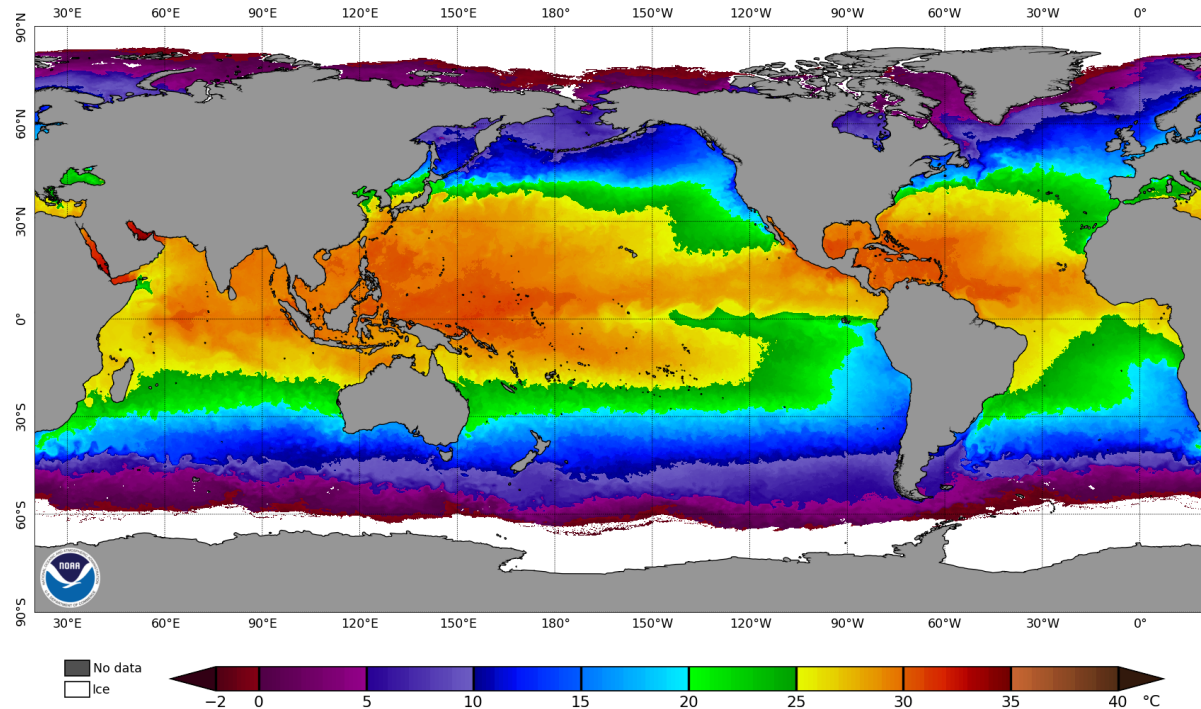 30°E 60°E 90°E 120°E 150°E 180° 150°W 120°W 90°W 60°W 30°W 0°
90°N
60°N
30°N
0°
30°S
60°S
90°S
NOAA
30°E 60°E 90°E 120°E 150°E 180° 150°W 120°W 90°W 60°W 30°W 0°
No data
Ice
−2 0 5 10 15 20 25 30 35 40 °C